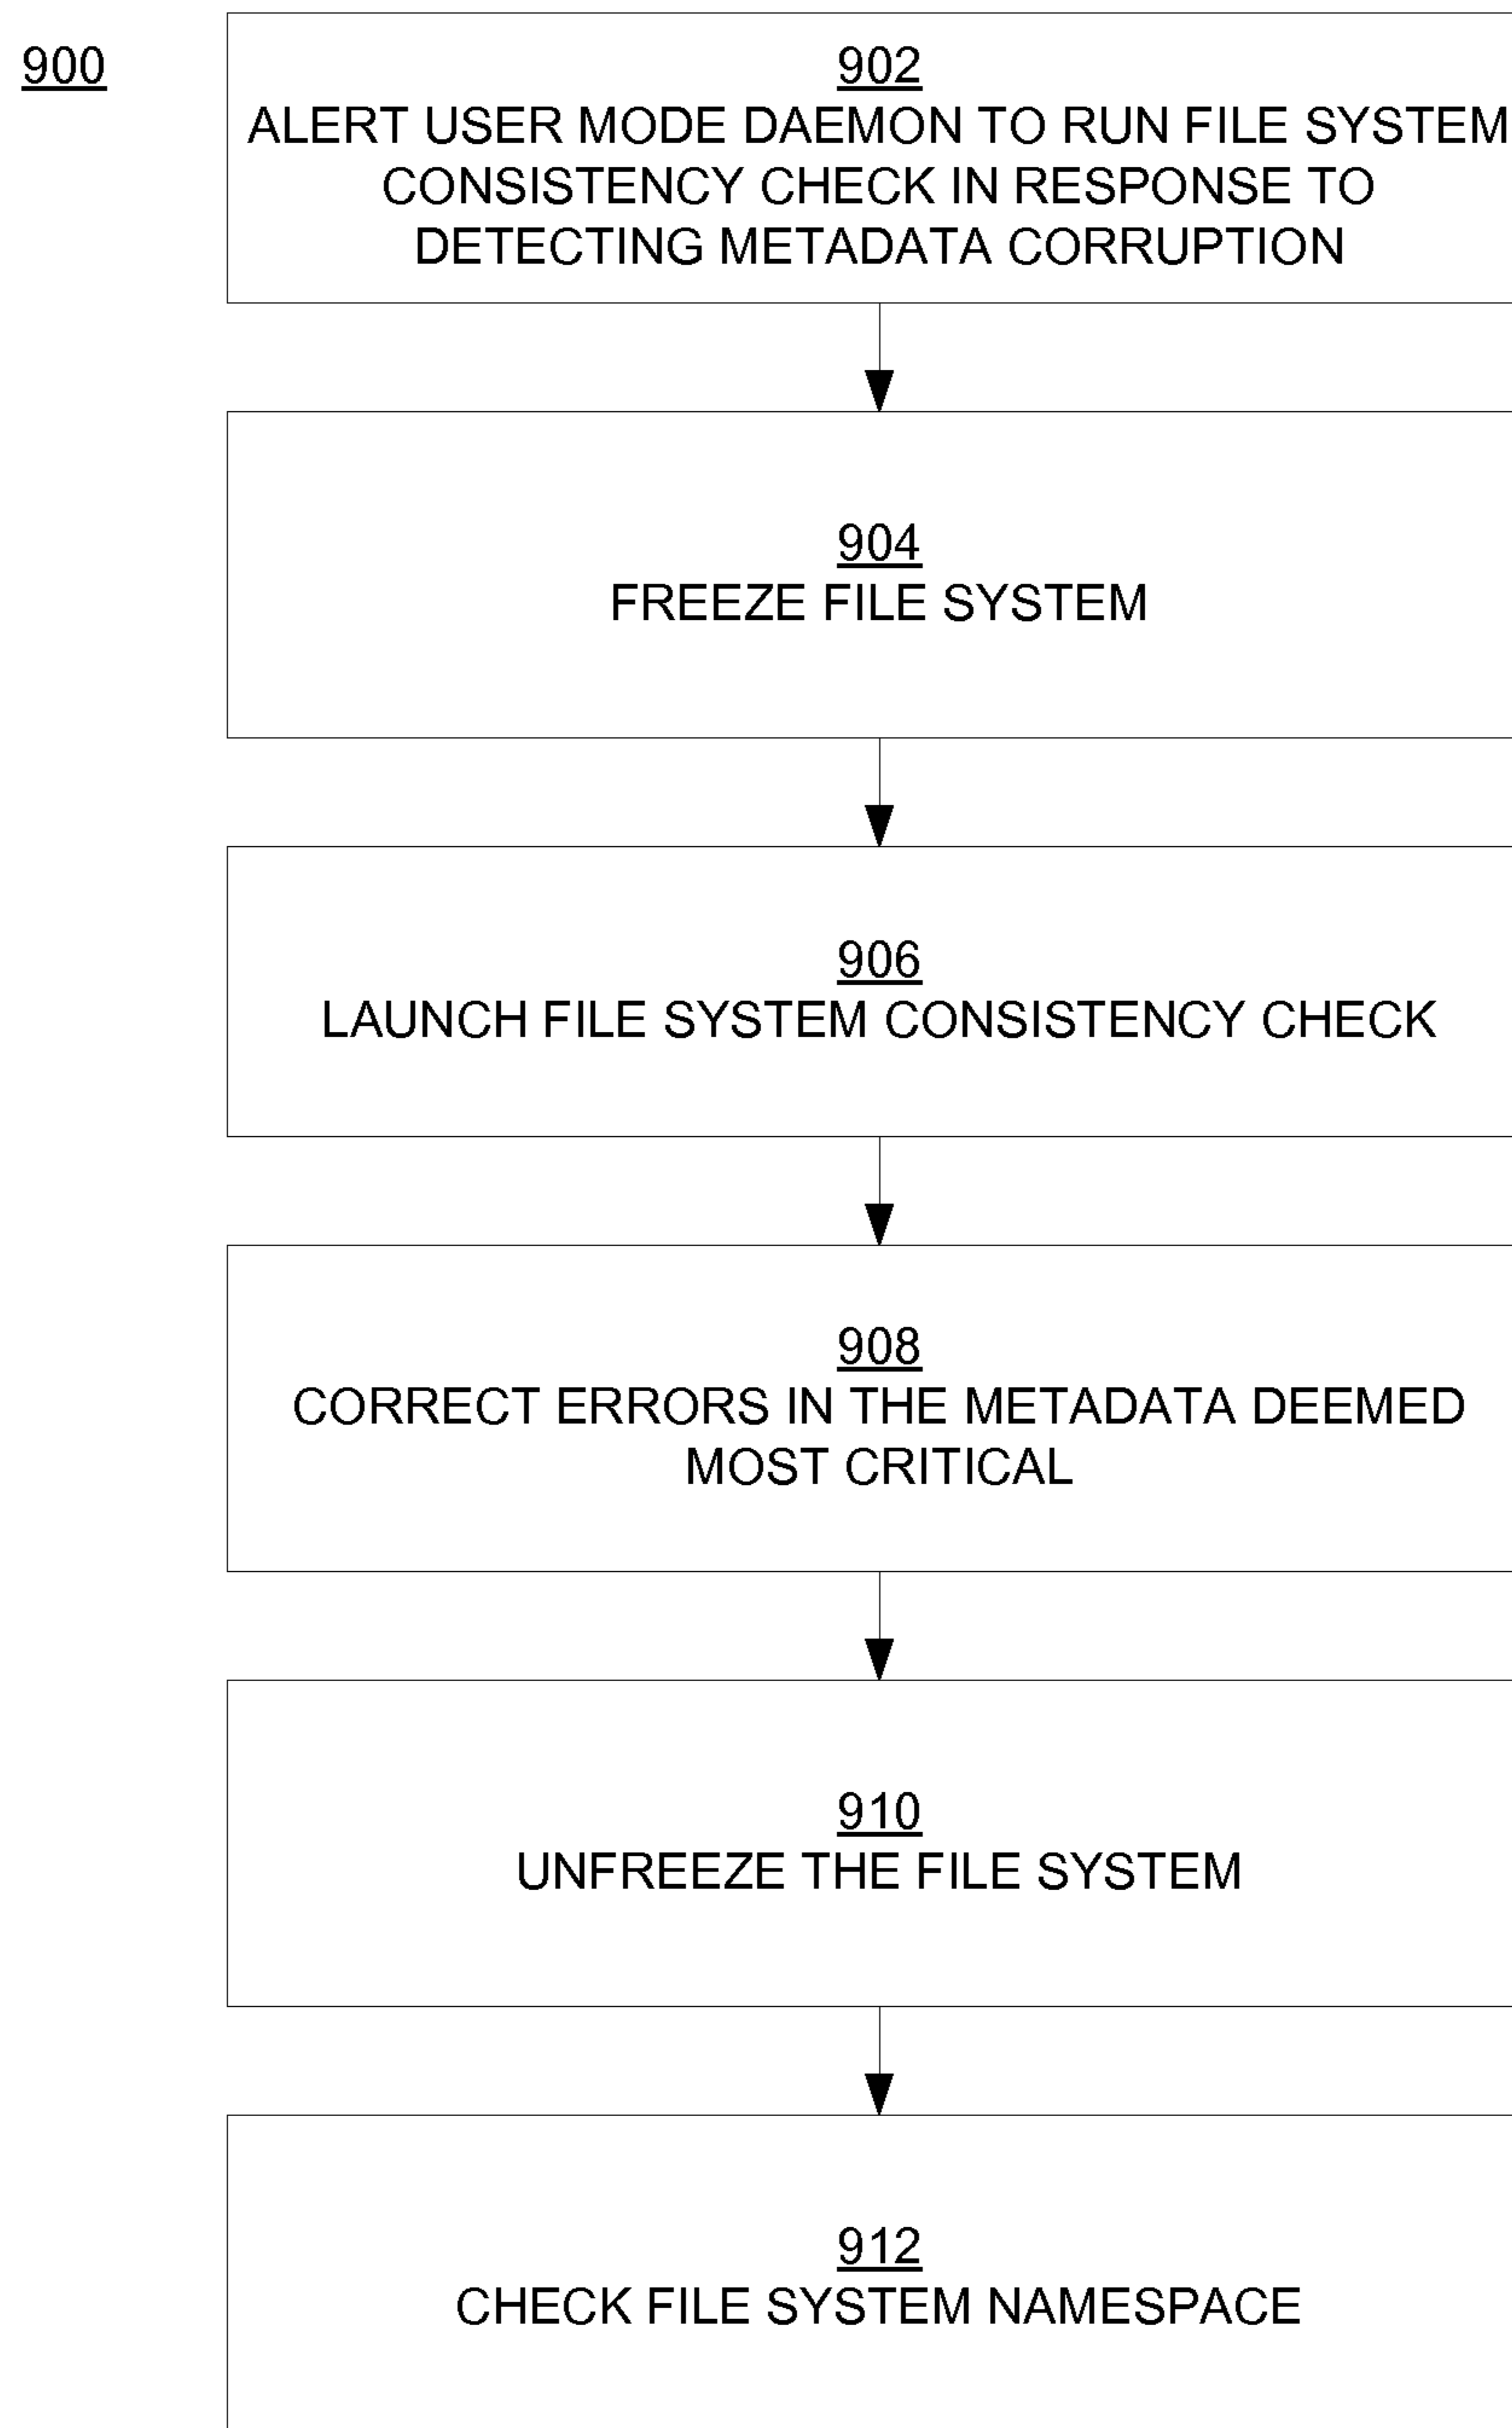 900
902
ALERT USER MODE DAEMON TO RUN FILE SYSTEM
CONSISTENCY CHECK IN RESPONSE TO
DETECTING METADATA CORRUPTION
904
FREEZE FILE SYSTEM
906
LAUNCH FILE SYSTEM CONSISTENCY CHECK
908
CORRECT ERRORS IN THE METADATA DEEMED
MOST CRITICAL
910
UNFREEZE THE FILE SYSTEM
912
CHECK FILE SYSTEM NAMESPACE